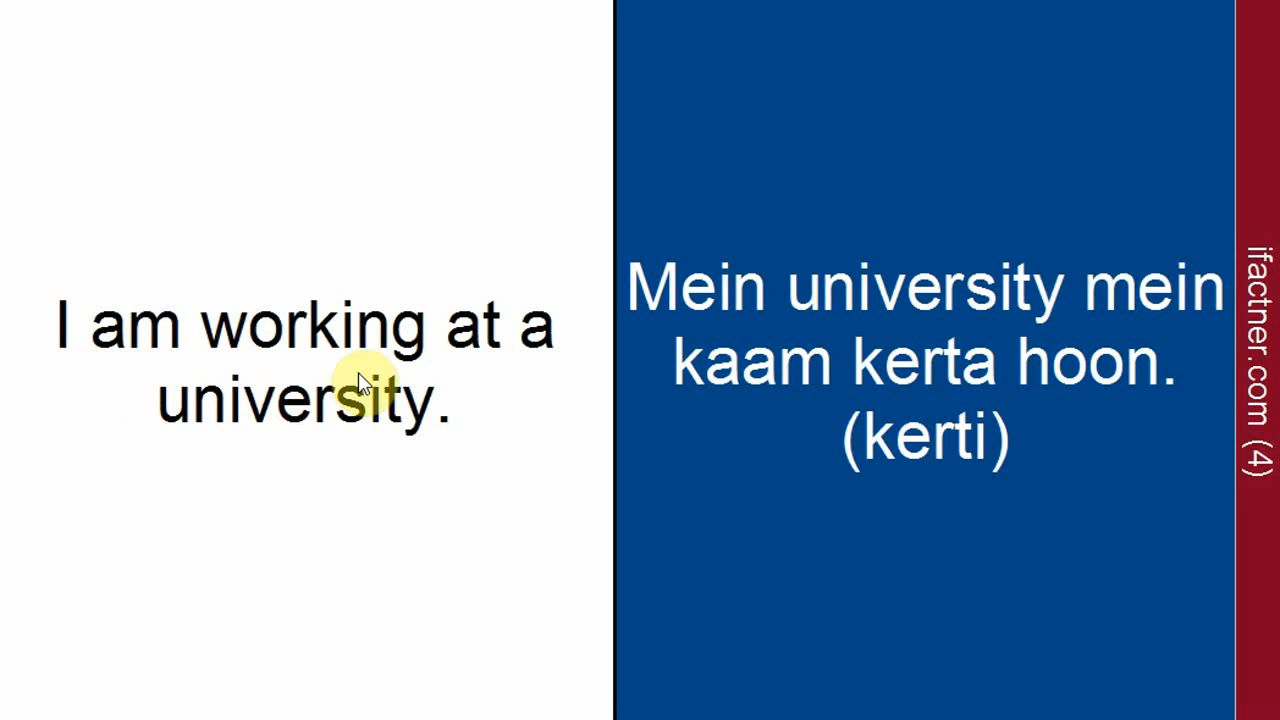 I am working at a
university.
Mein university mein
kaam kerta hoon.
(kerti)
ifactner.com (4)